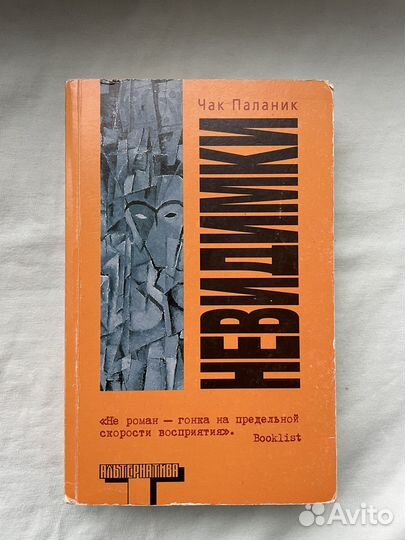 Чак Паланик
НЕВИДИМКИ
«Не роман — гонка на предельной
скорости восприятия».
Booklist
АЛЬТЕРНАТИВА
Avito